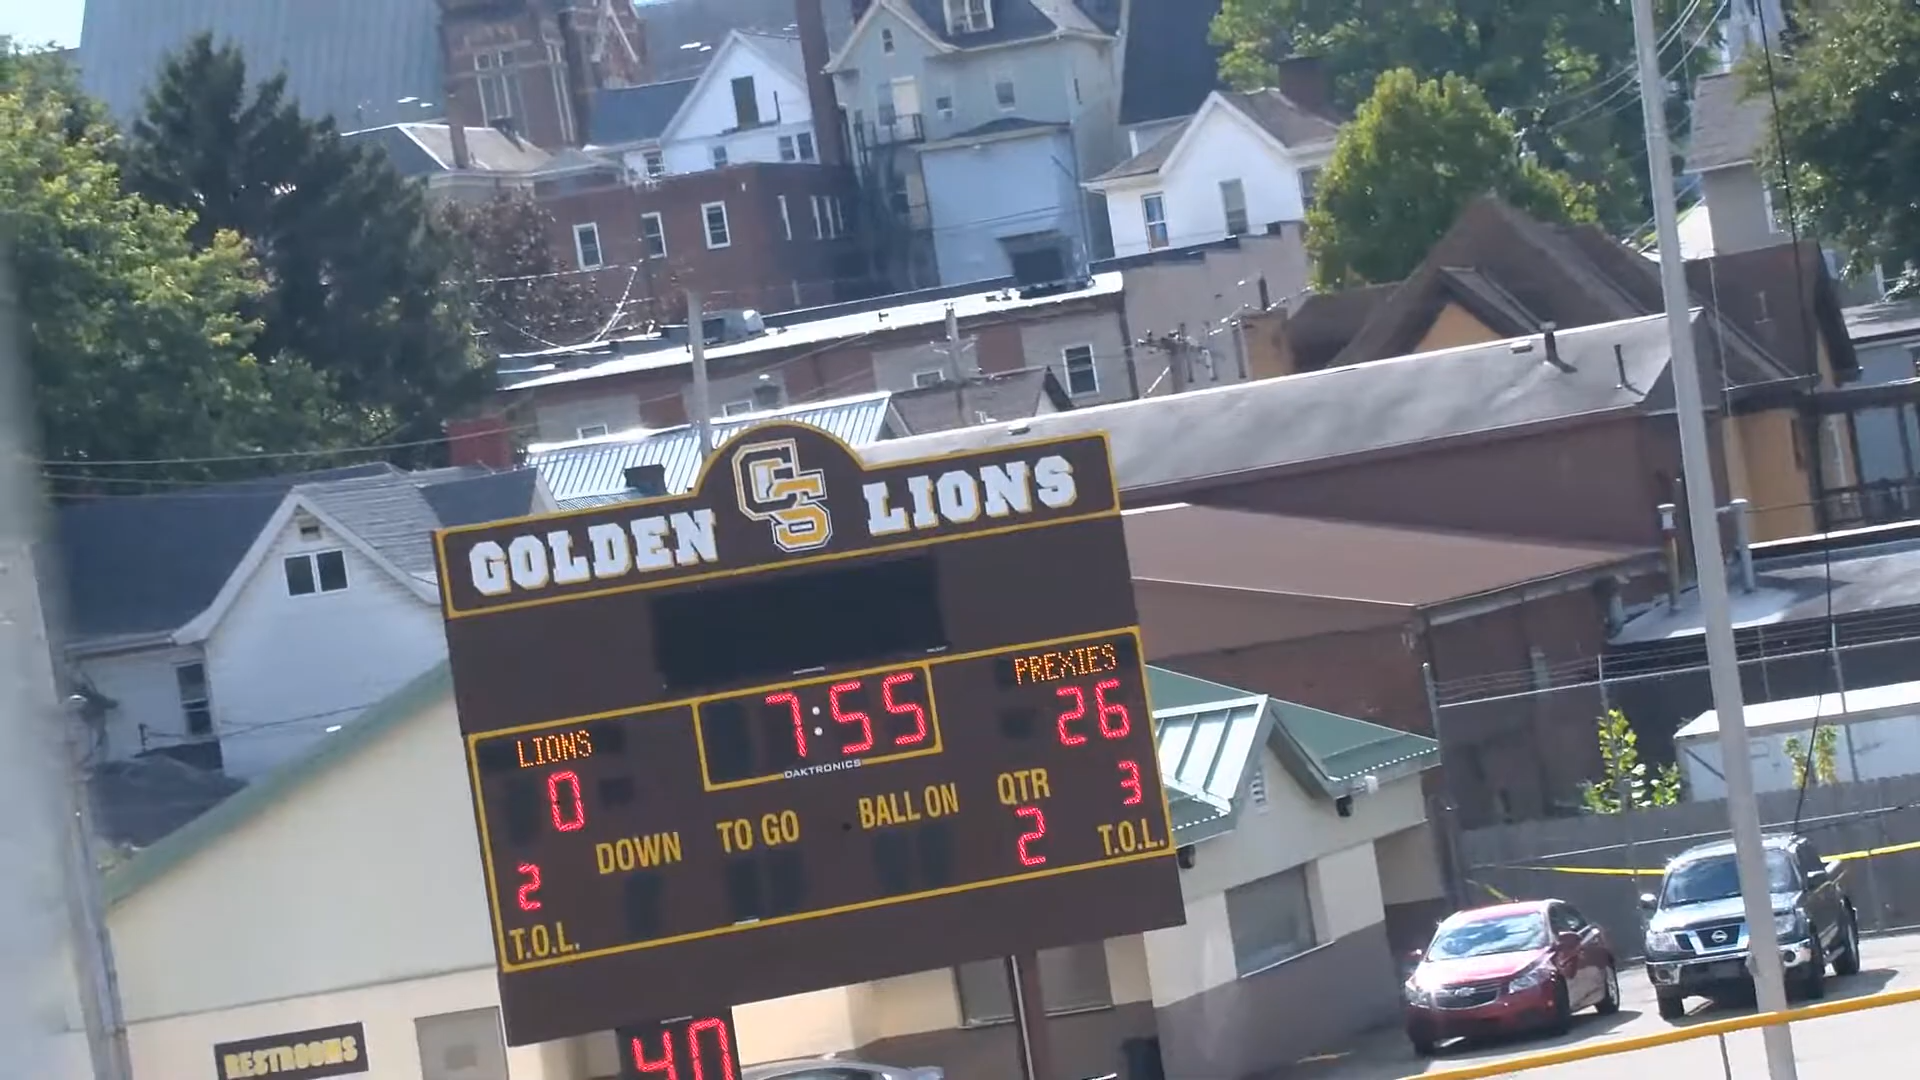 GOLDEN CS LIONS
7:55
PREXIES
26
LIONS
0
DAKTRONICS
DOWN TO GO BALL ON QTR
3
2
2
T.O.L.
T.O.L.
RESTROOMS
40